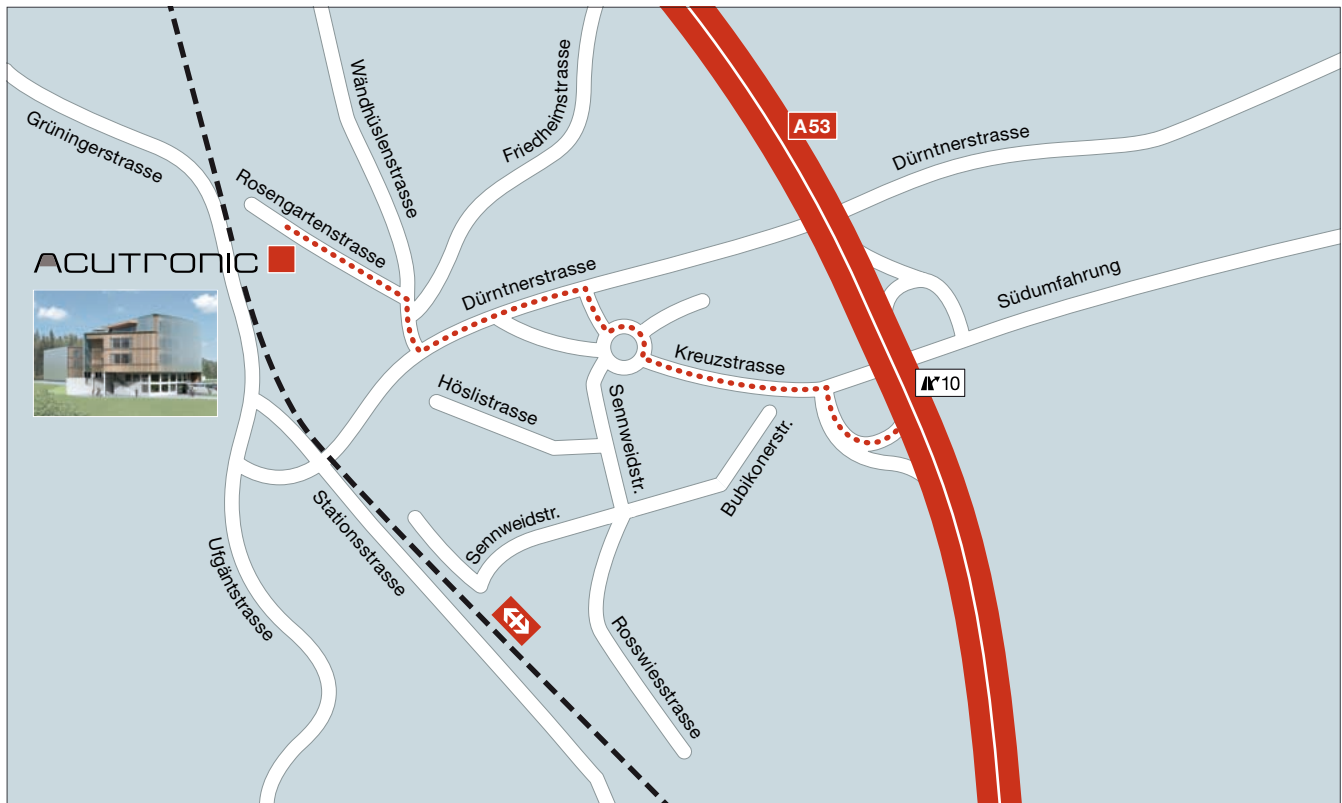 Grüningerstrasse
Wändhüslenstrasse
Friedheimstrasse
A53
Dürntnerstrasse
Rosengartenstrasse
ACUTRONIC
Dürntnerstrasse
Südumfahrung
Kreuzstrasse
10
Höslistrasse
Sennweidstr.
Bubikonerstr.
Sennweidstr.
Stationsstrasse
Ufgäntstrasse
Rosswiesstrasse